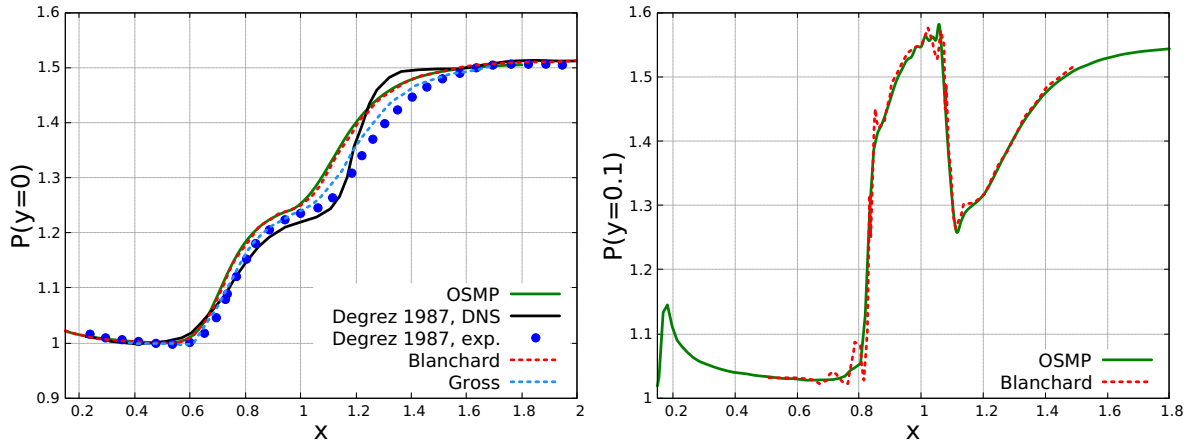 1.6
1.5
1.4
1.3
1.2
1.1
1
0.9
P(y=0)
0.2 0.4 0.6 0.8 1.0 1.2 1.4 1.6 1.8 2
x
OSMP
Degrez 1987, DNS
Degrez 1987, exp.
Blanchard
Gross
1.6
1.5
1.4
1.3
1.2
1.1
1
P(y=0.1)
0.2 0.4 0.6 0.8 1 1.2 1.4 1.6 1.8
x
OSMP
Blanchard